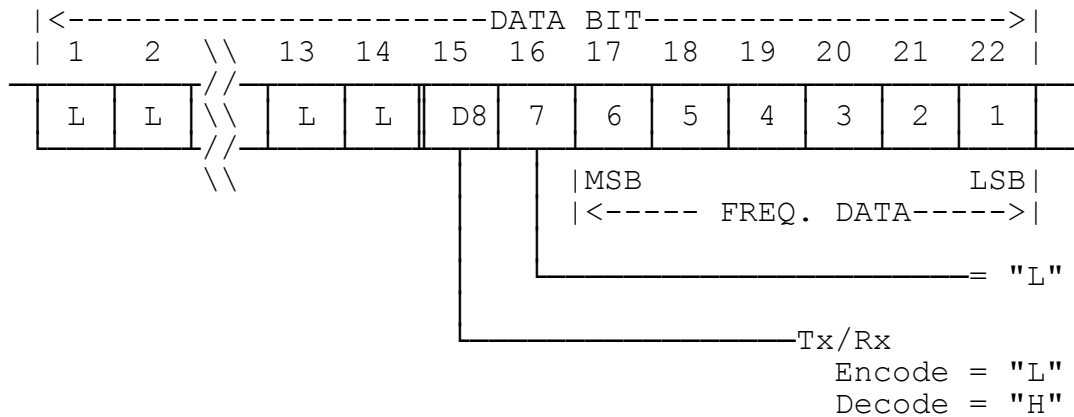 |<----------------------DATA BIT------------------->|
| 1 2 \\ 13 14 15 16 17 18 19 20 21 22 |
L L \\ L L D8 7 6 5 4 3 2 1
|MSB LSB|
|<----- FREQ. DATA----->|
= "L"
Tx/Rx
Encode = "L"
Decode = "H"